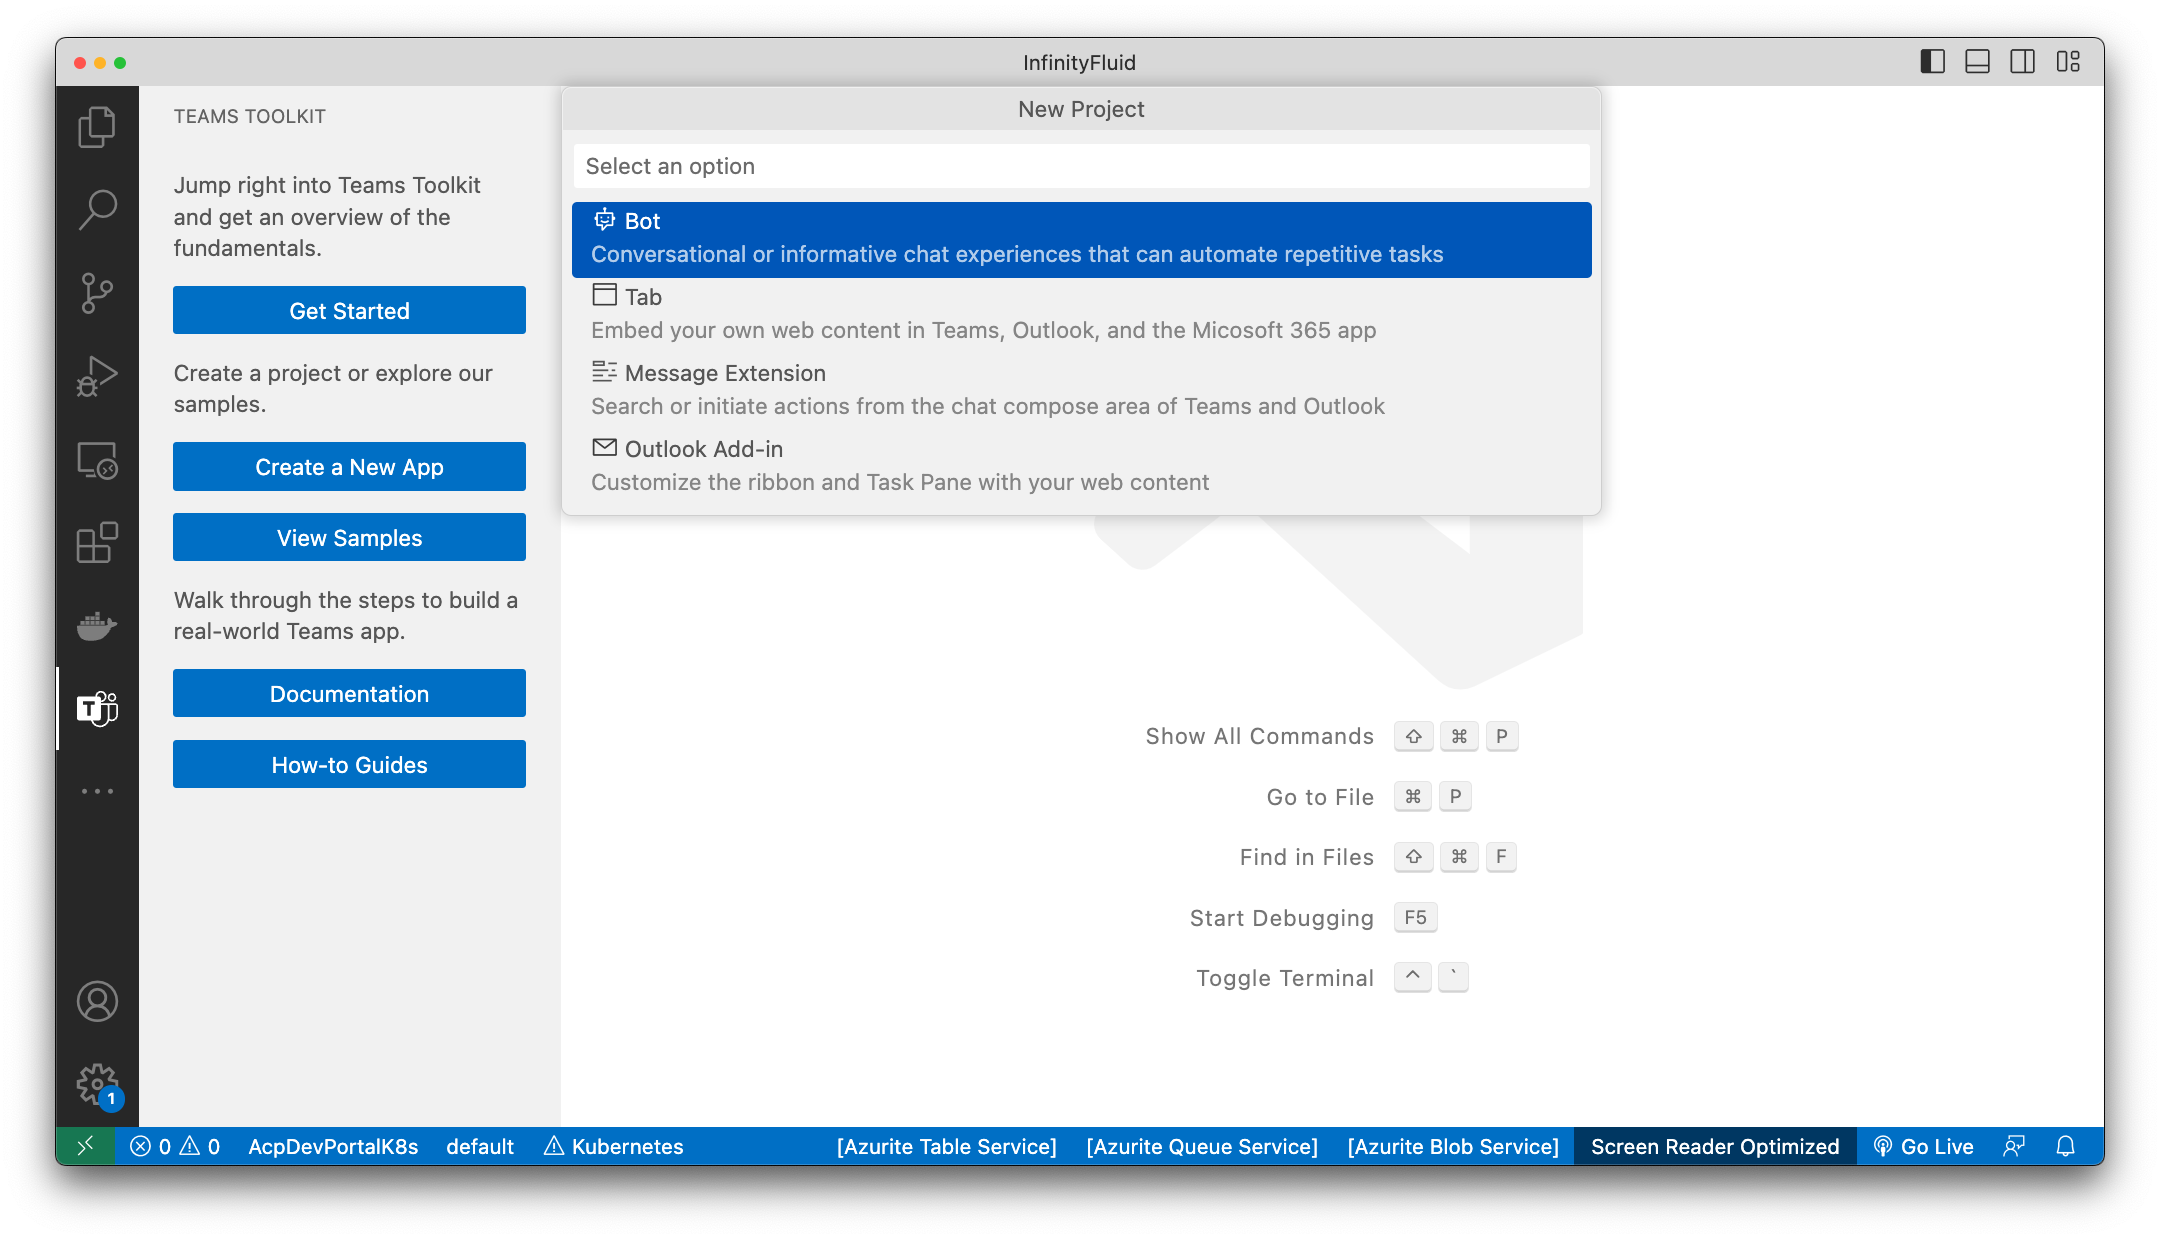 InfinityFluid
TEAMS TOOLKIT
Jump right into Teams Toolkit
and get an overview of the
fundamentals.
Get Started
Create a project or explore our
samples.
Create a New App
View Samples
Walk through the steps to build a
real-world Teams app.
Documentation
How-to Guides
New Project
Select an option
Bot
Conversational or informative chat experiences that can automate repetitive tasks
Tab
Embed your own web content in Teams, Outlook, and the Micosoft 365 app
Message Extension
Search or initiate actions from the chat compose area of Teams and Outlook
Outlook Add-in
Customize the ribbon and Task Pane with your web content
Show All Commands ⇧ ⌘ P
Go to File ⌘ P
Find in Files ⇧ ⌘ F
Start Debugging F5
Toggle Terminal ^ `
T
1
0 0 AcpDevPortalK8s default Kubernetes [Azurite Table Service] [Azurite Queue Service] [Azurite Blob Service] Screen Reader Optimized Go Live